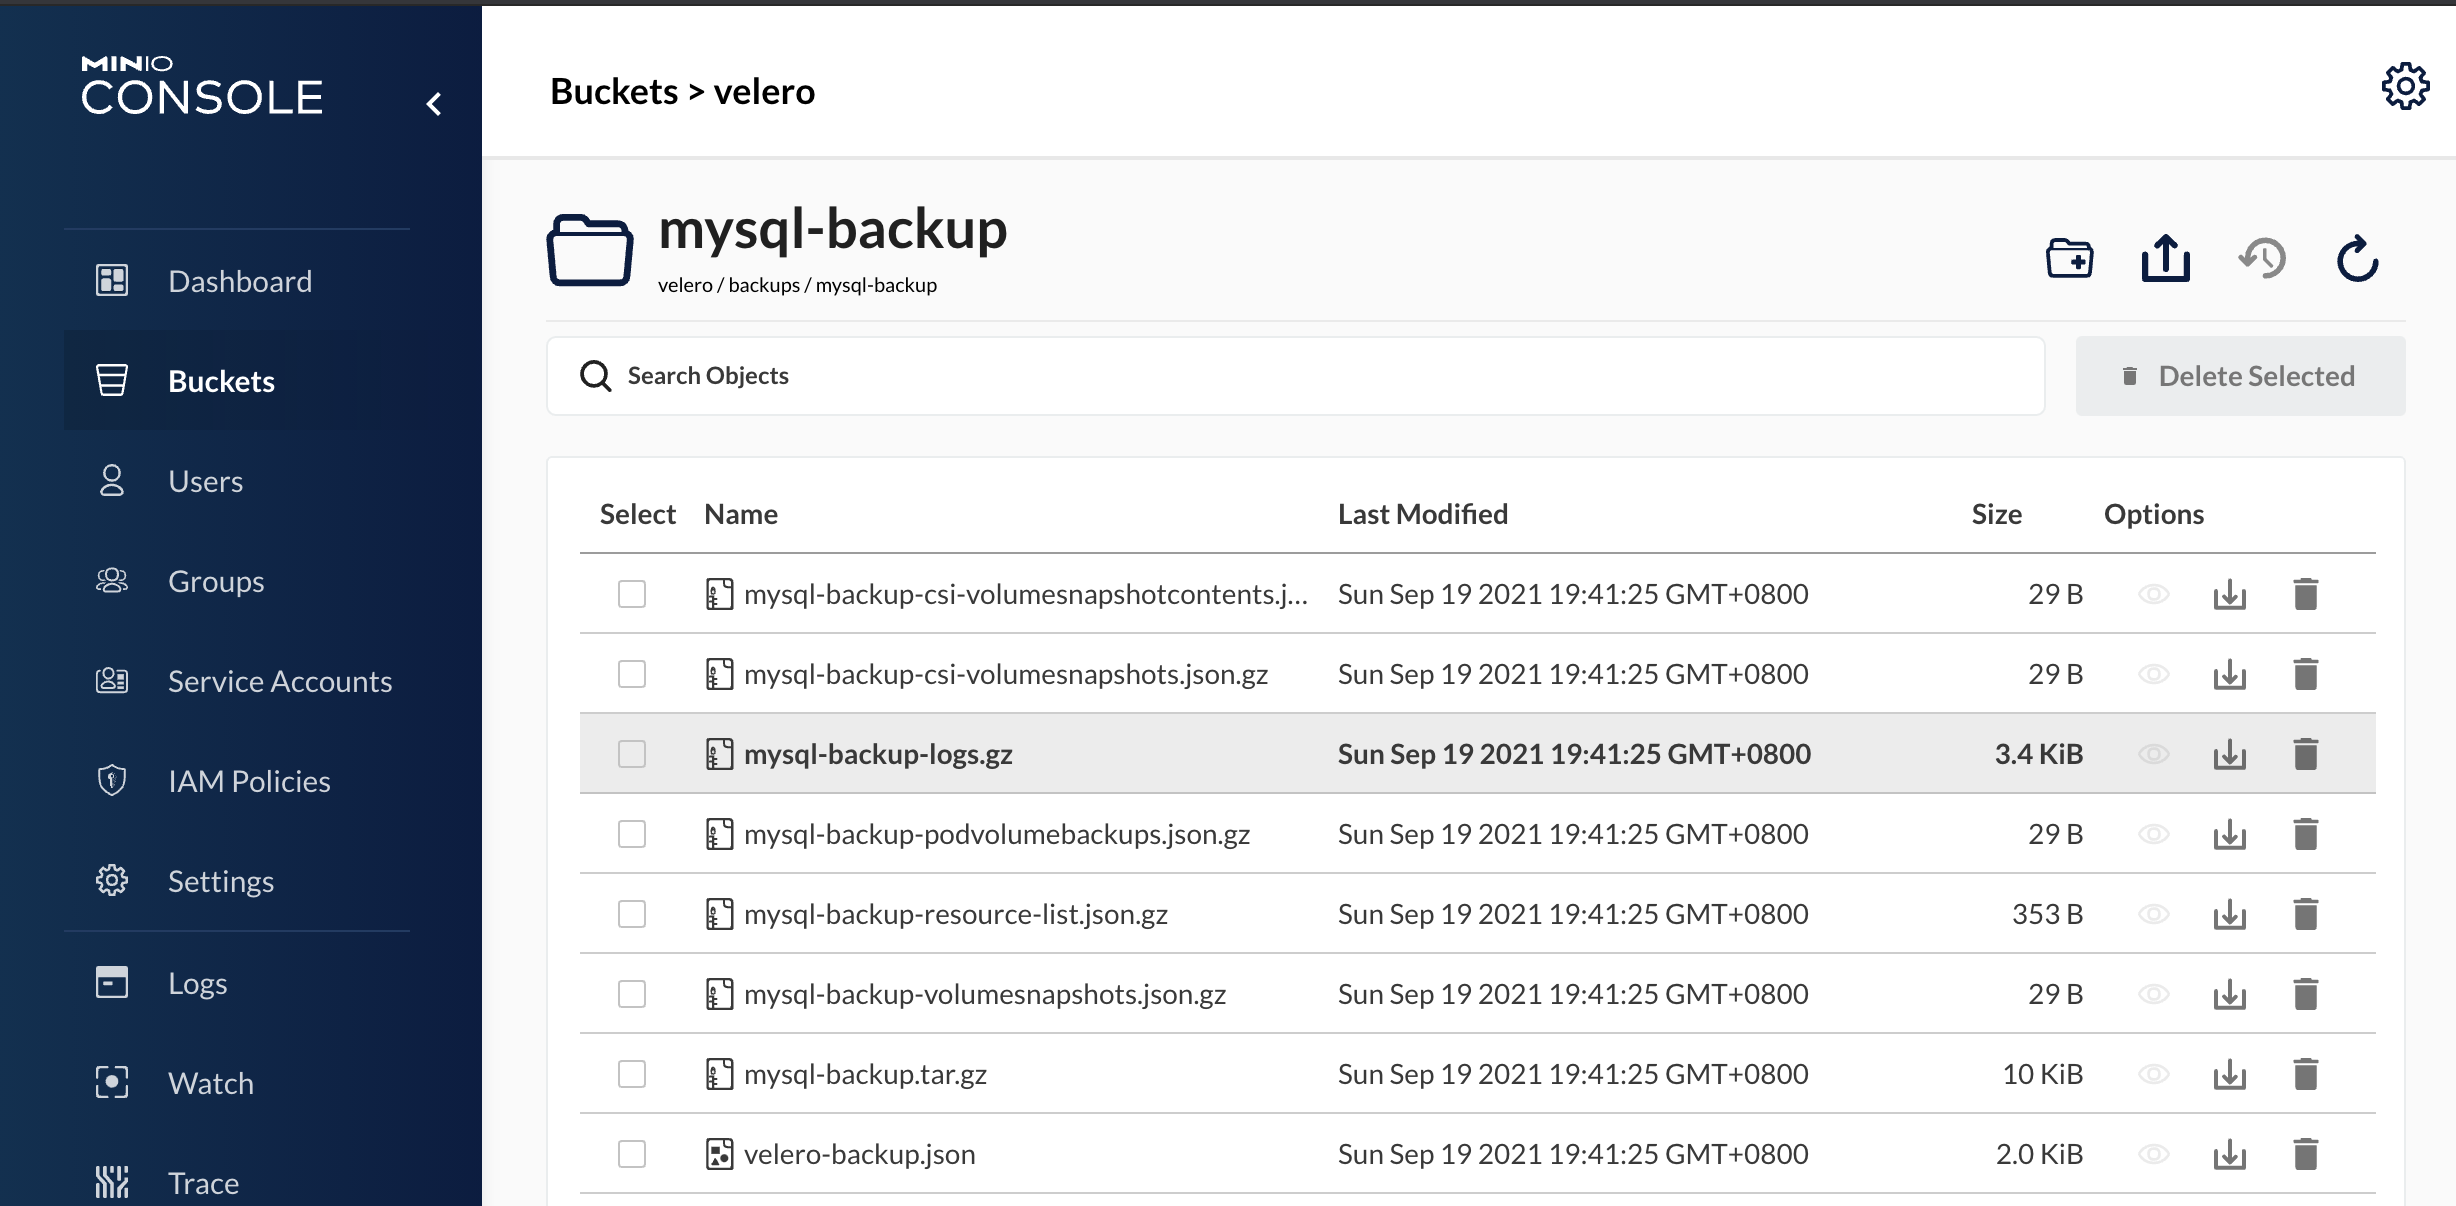 MINIO
CONSOLE
Dashboard
Buckets
Users
Groups
Service Accounts
IAM Policies
Settings
Logs
Watch
Trace
Buckets > velero
mysql-backup
velero / backups / mysql-backup
Search Objects
Delete Selected
Select Name Last Modified Size Options
mysql-backup-csi-volumesnapshotcontents.j... Sun Sep 19 2021 19:41:25 GMT+0800 29 B
mysql-backup-csi-volumesnapshots.json.gz Sun Sep 19 2021 19:41:25 GMT+0800 29 B
mysql-backup-logs.gz Sun Sep 19 2021 19:41:25 GMT+0800 3.4 KiB
mysql-backup-podvolumebackups.json.gz Sun Sep 19 2021 19:41:25 GMT+0800 29 B
mysql-backup-resource-list.json.gz Sun Sep 19 2021 19:41:25 GMT+0800 353 B
mysql-backup-volumesnapshots.json.gz Sun Sep 19 2021 19:41:25 GMT+0800 29 B
mysql-backup.tar.gz Sun Sep 19 2021 19:41:25 GMT+0800 10 KiB
velero-backup.json Sun Sep 19 2021 19:41:25 GMT+0800 2.0 KiB